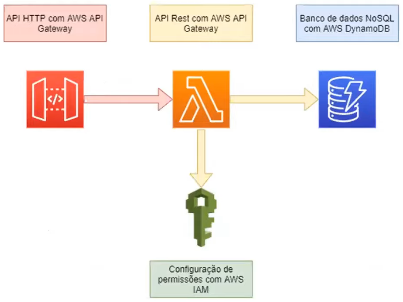 API HTTP com AWS API
Gateway
API Rest com AWS API
Gateway
Banco de dados NoSQL
com AWS DynamoDB
</>
Configuração de
permissões com AWS
IAM